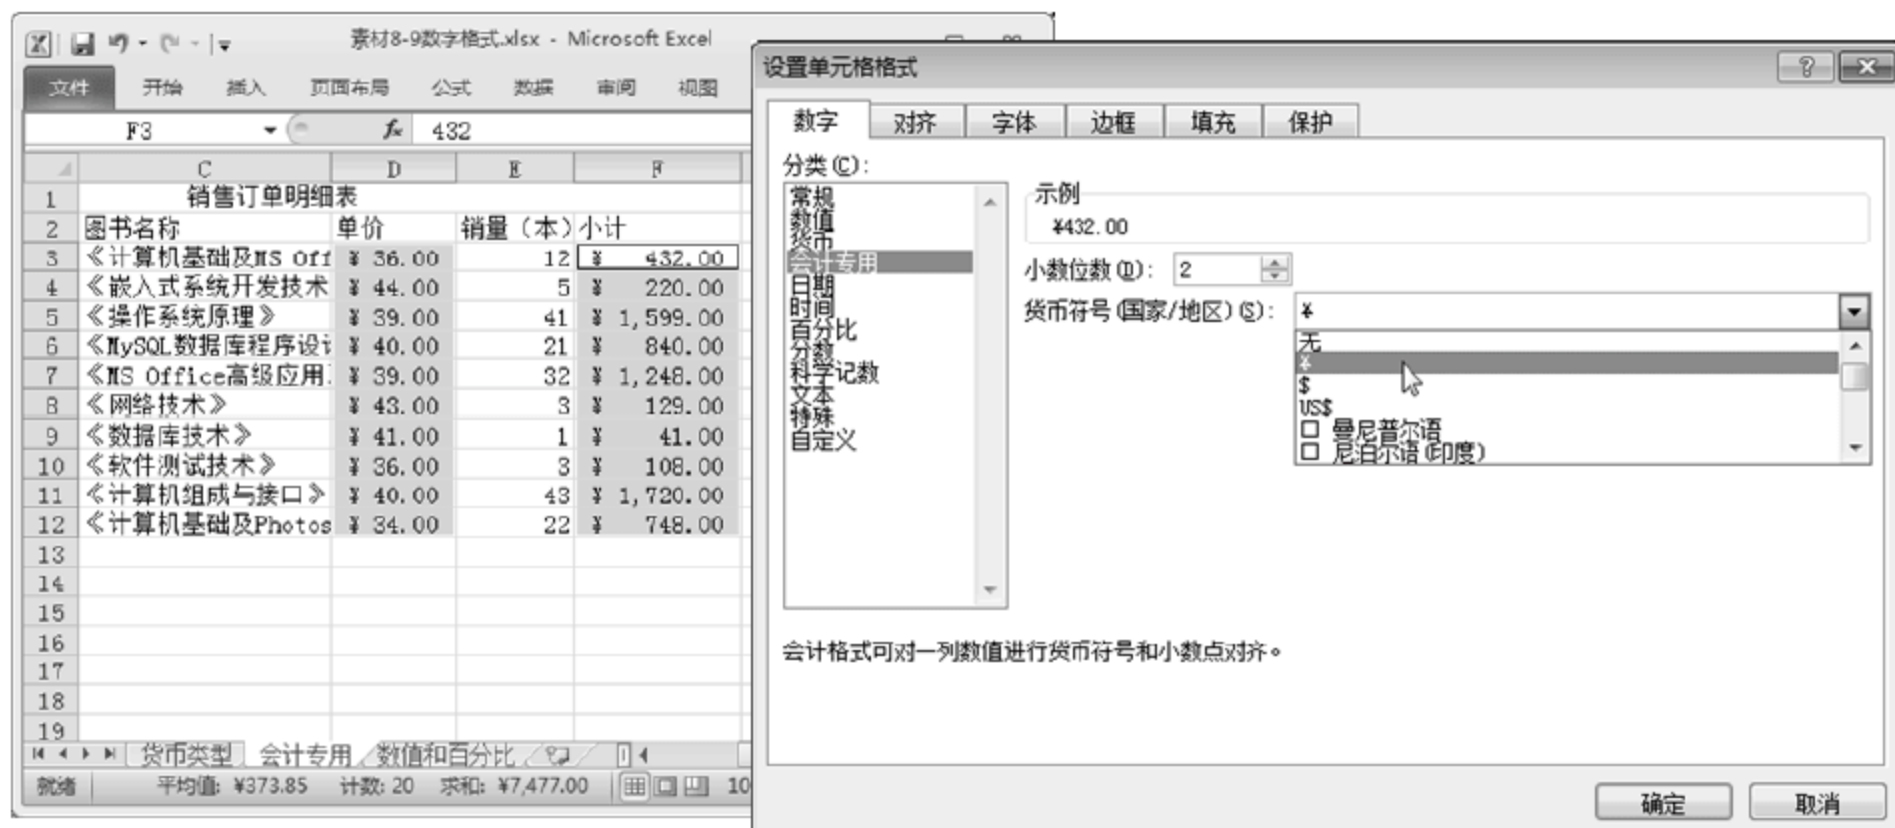 素材8-9数字格式.xlsx - Microsoft Excel
文件 开始 插入 页面布局 公式 数据 审阅 视图
F3 fx 432
C D E F
1 销售订单明细表
2 图书名称 单价 销量（本） 小计
3 《计算机基础及MS Off ¥ 36.00 12 ¥ 432.00
4 《嵌入式系统开发技术 ¥ 44.00 5 ¥ 220.00
5 《操作系统原理》 ¥ 39.00 41 ¥ 1,599.00
6 《MySQL数据库程序设计 ¥ 40.00 21 ¥ 840.00
7 《MS Office高级应用 ¥ 39.00 32 ¥ 1,248.00
8 《网络技术》 ¥ 43.00 3 ¥ 129.00
9 《数据库技术》 ¥ 41.00 1 ¥ 41.00
10 《软件测试技术》 ¥ 36.00 3 ¥ 108.00
11 《计算机组成与接口》 ¥ 40.00 43 ¥ 1,720.00
12 《计算机基础及Photos ¥ 34.00 22 ¥ 748.00
13
14
15
16
17
18
19
货币类型 会计专用 数值和百分比
就绪 平均值: ¥373.85 计数: 20 求和: ¥7,477.00 10
设置单元格格式
数字 对齐 字体 边框 填充 保护
分类(C):
常规
数值
货币
会计专用
日期
时间
百分比
分数
科学记数
文本
特殊
自定义
示例
¥432.00
小数位数(D): 2
货币符号(国家/地区)(S): ¥
无
¥
$
US$
曼尼普尔语
尼泊尔语(印度)
会计格式可对一列数值进行货币符号和小数点对齐。
确定 取消